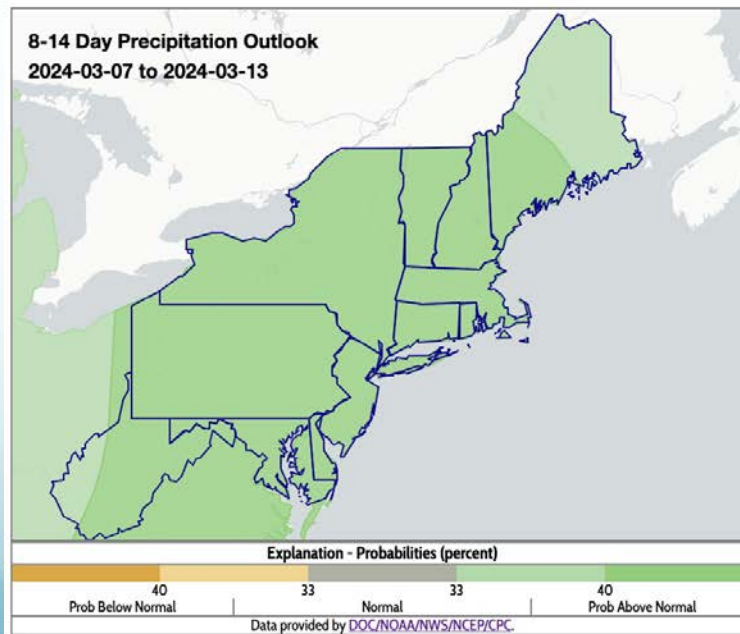 8-14 Day Precipitation Outlook
2024-03-07 to 2024-03-13
Explanation - Probabilities (percent)
40 33 33 40
Prob Below Normal Normal Prob Above Normal
Data provided by DOC/NOAA/NWS/NCEP/CPC.